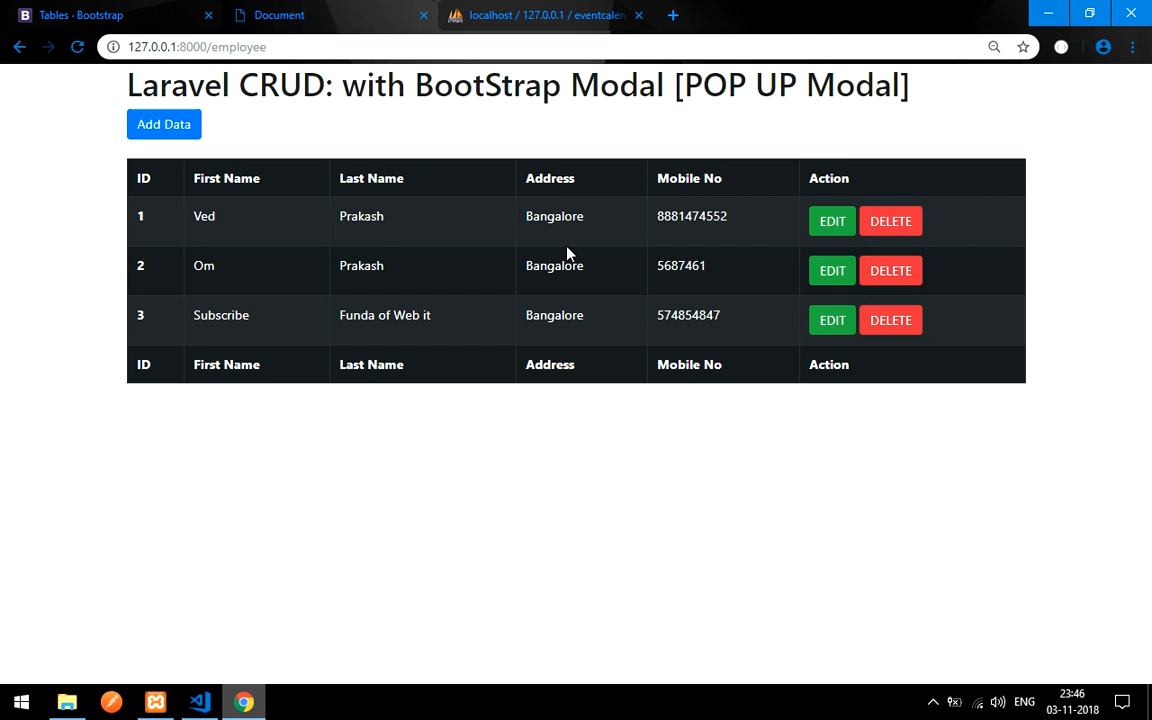 Tables · Bootstrap
Document
localhost / 127.0.0.1 / eventcalen
127.0.0.1:8000/employee
Laravel CRUD: with BootStrap Modal [POP UP Modal]
Add Data
ID First Name Last Name Address Mobile No Action
1 Ved Prakash Bangalore 8881474552 EDIT DELETE
2 Om Prakash Bangalore 5687461 EDIT DELETE
3 Subscribe Funda of Web it Bangalore 574854847 EDIT DELETE
ID First Name Last Name Address Mobile No Action
ENG
23:46
03-11-2018